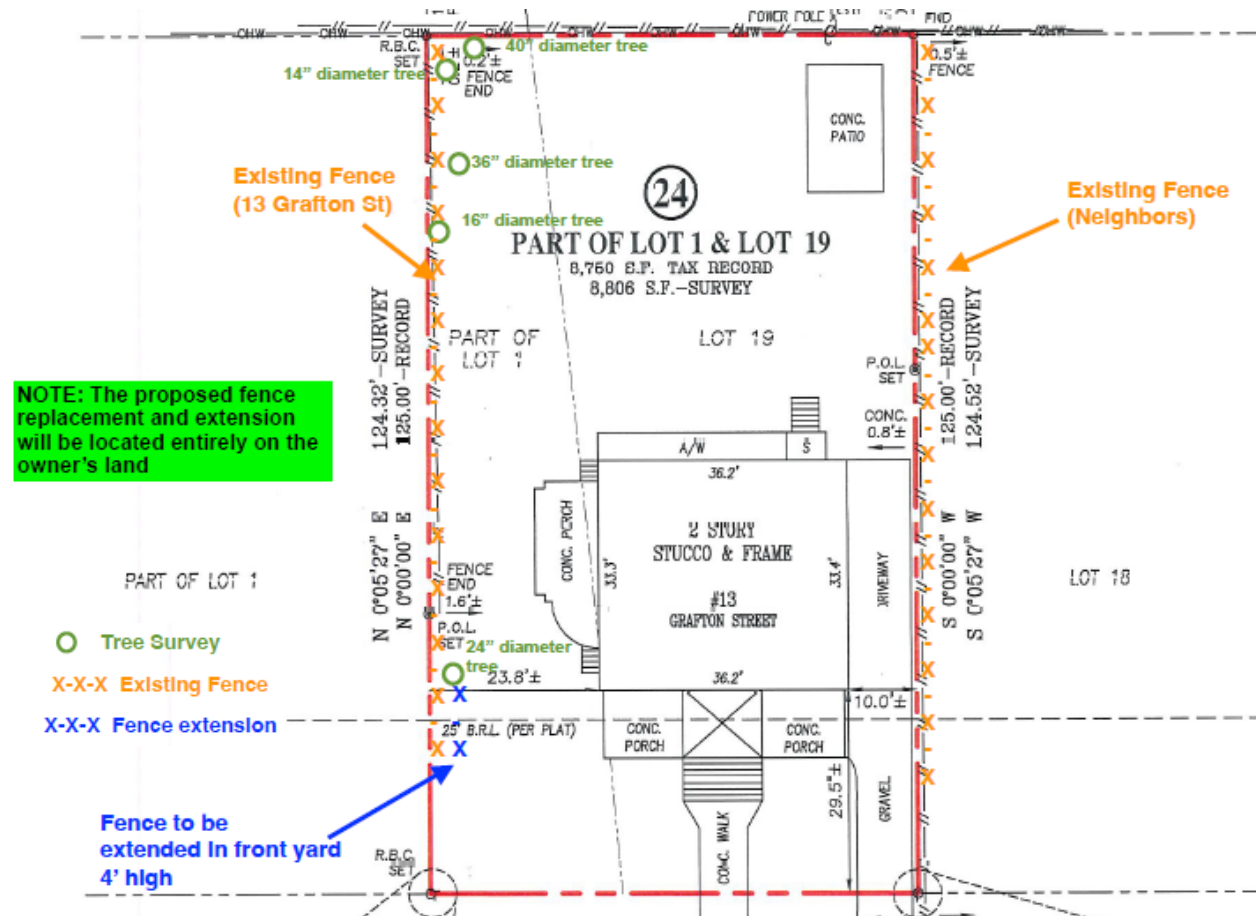 POWER POLE
FND
OHW
OHW
OHW
OHW
OHW
OHW
OHW
OHW
R.B.C.
SET
40" diameter tree
14" diameter tree
0.2'±
FENCE
END
0.5'±
FENCE
CONC.
PATIO
36" diameter tree
Existing Fence
(13 Grafton St)
24
Existing Fence
(Neighbors)
16" diameter tree
PART OF LOT 1 & LOT 19
8,760 S.F. TAX RECORD
8,806 S.F.-SURVEY
124.32'-SURVEY
125.00'-RECORD
PART OF
LOT 1
LOT 19
P.O.L.
SET
125.00'-RECORD
124.52'-SURVEY
NOTE: The proposed fence
replacement and extension
will be located entirely on the
owner's land
CONC.
0.8'±
A/W
S
36.2'
CONC. PORCH
33.3'
2 STORY
STUCCO & FRAME
#13
GRAFTON STREET
33.4'
DRIVEWAY
N 0°05'27" E
N 0°00'00" E
S 0°00'00" W
S 0°05'27" W
PART OF LOT 1
LOT 18
FENCE
END
1.6'±
P.O.L.
SET
Tree Survey
24" diameter
tree
X-X-X Existing Fence
23.8'±
36.2'
10.0'±
X-X-X Fence extension
25' B.R.L. (PER PLAT)
CONC.
PORCH
CONC.
PORCH
29.5"±
GRAVEL
Fence to be
extended in front yard
4' high
CONC. WALK
R.B.C.
SET